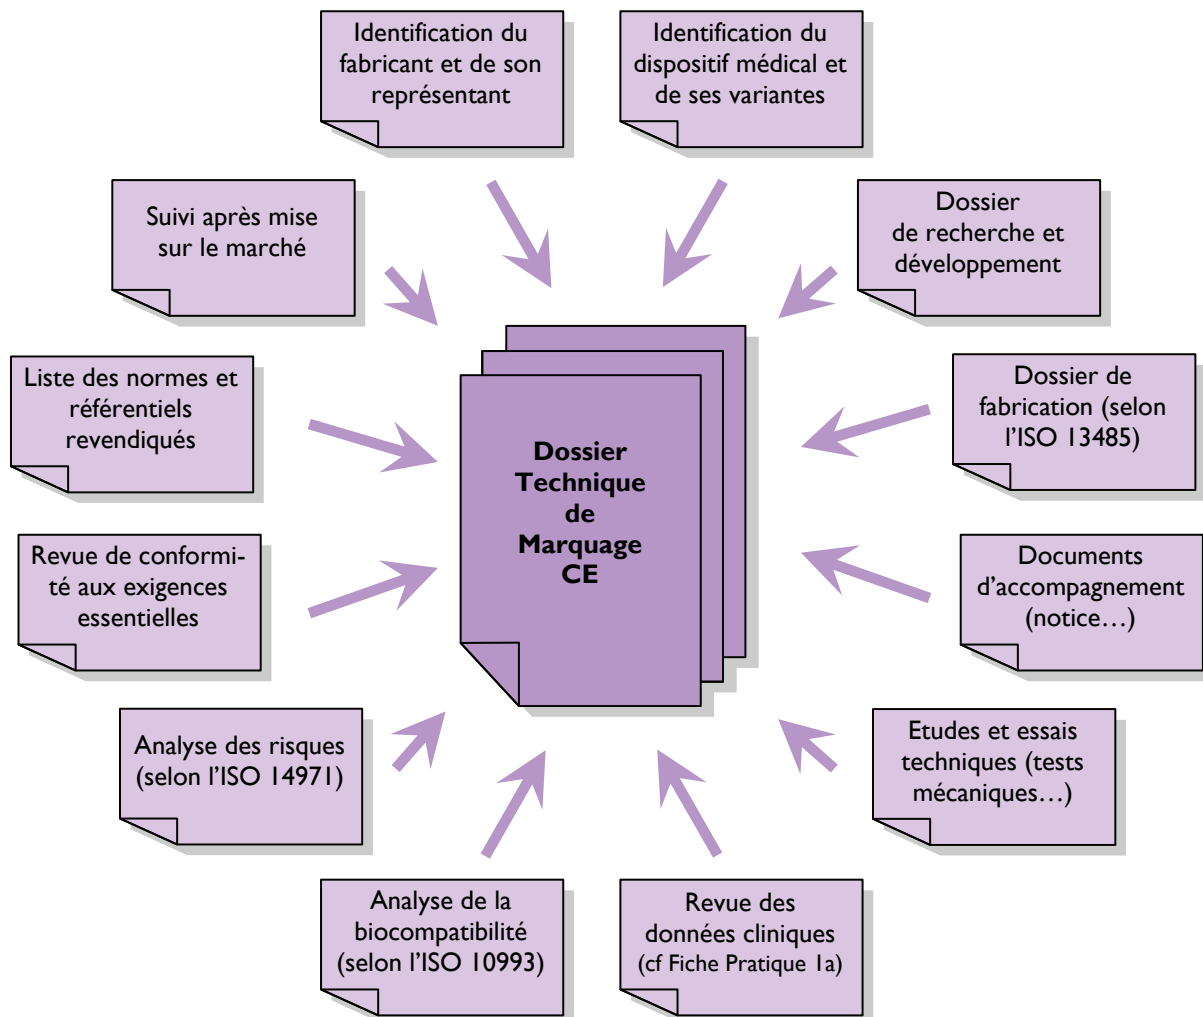 Identification du
fabricant et de son
représentant
Identification du
dispositif médical et
de ses variantes
Suivi après mise
sur le marché
Dossier
de recherche et
développement
Liste des normes et
référentiels
revendiqués
Dossier de
fabrication (selon
l'ISO 13485)
Dossier
Technique
de
Marquage
CE
Revue de conformi-
té aux exigences
essentielles
Documents
d'accompagnement
(notice…)
Analyse des risques
(selon l'ISO 14971)
Etudes et essais
techniques (tests
mécaniques…)
Analyse de la
biocompatibilité
(selon l'ISO 10993)
Revue des
données cliniques
(cf Fiche Pratique 1a)